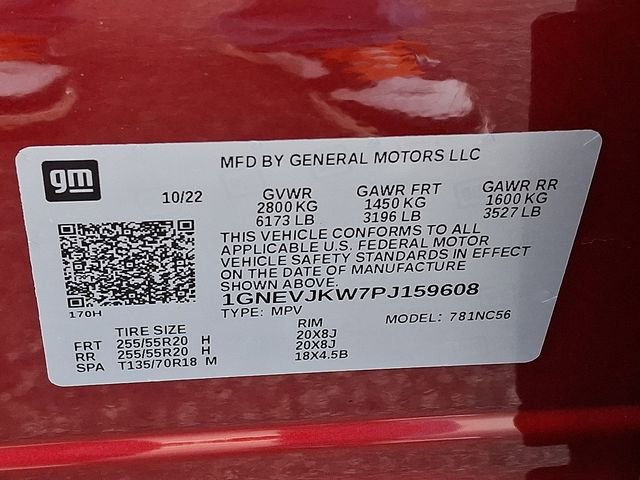 gm
MFD BY GENERAL MOTORS LLC
10/22
GVWR GAWR FRT GAWR RR
2800 KG 1450 KG 1600 KG
6173 LB 3196 LB 3527 LB
THIS VEHICLE CONFORMS TO ALL
APPLICABLE U.S. FEDERAL MOTOR
VEHICLE SAFETY STANDARDS IN EFFECT
ON THE DATE OF MANUFACTURE
SHOWN ABOVE.
170H
1GNEVJKW7PJ159608
TYPE: MPV MODEL: 781NC56
TIRE SIZE RIM
FRT 255/55R20 H 20X8J
RR 255/55R20 H 20X8J
SPA T135/70R18 M 18X4.5B